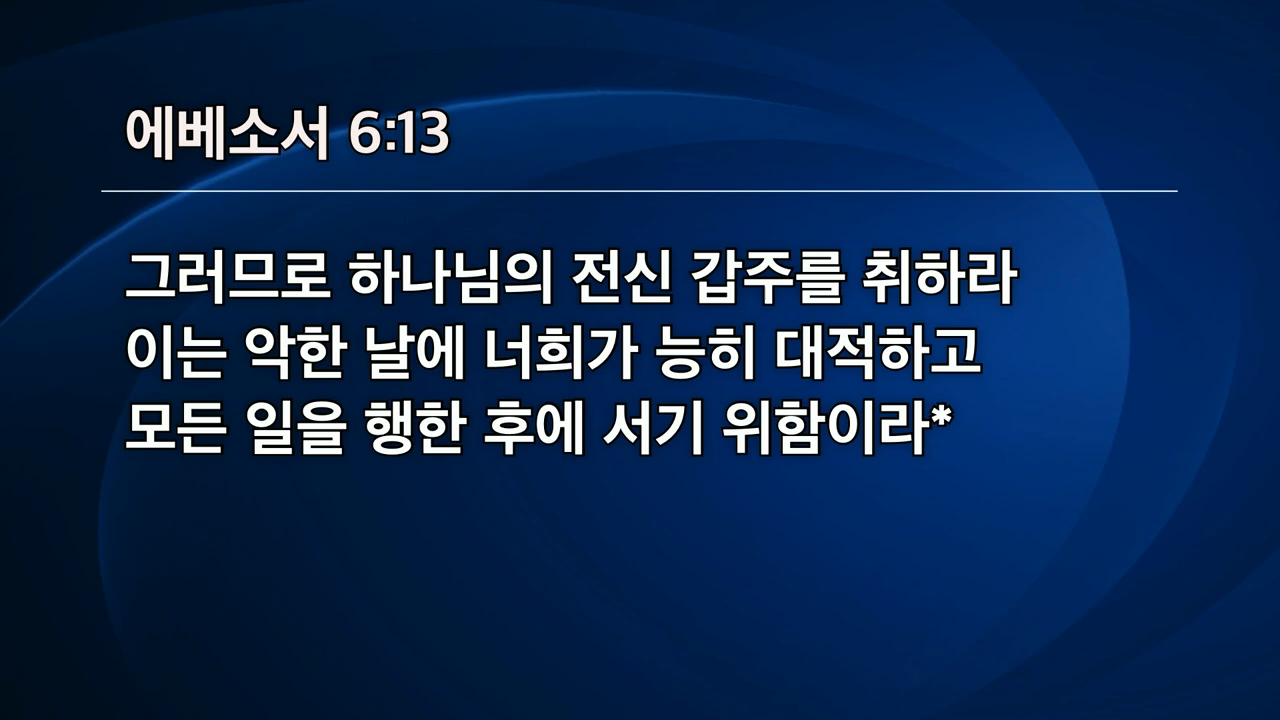 에베소서 6:13
그러므로 하나님의 전신 갑주를 취하라
이는 악한 날에 너희가 능히 대적하고
모든 일을 행한 후에 서기 위함이라*